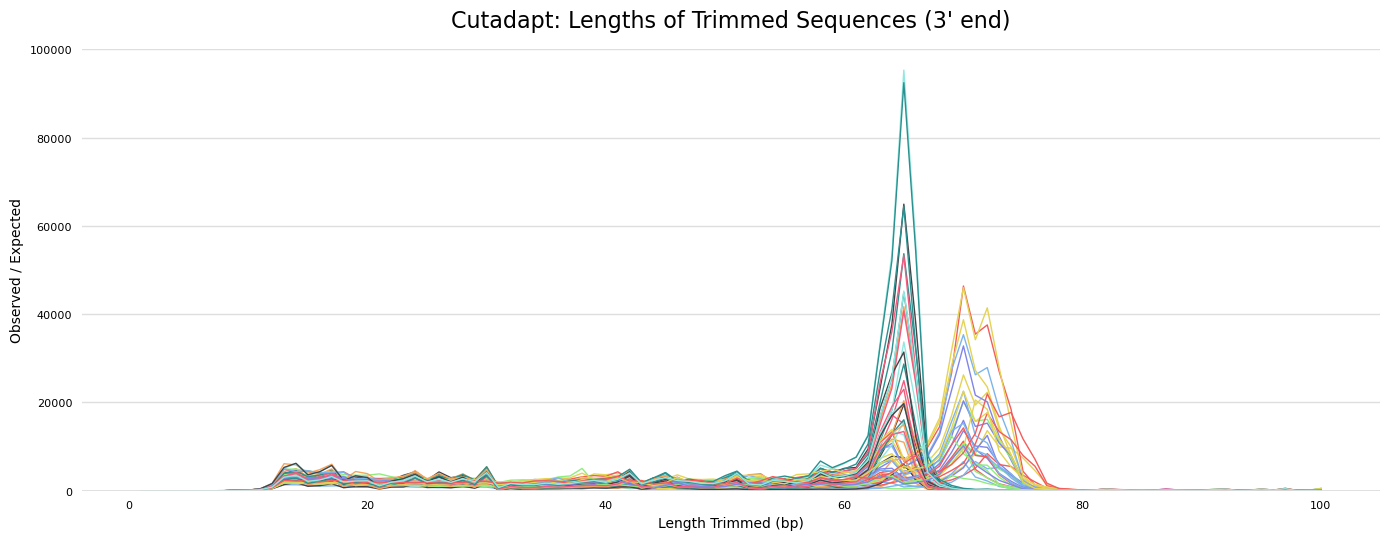 Cutadapt: Lengths of Trimmed Sequences (3' end)
100000
80000
60000
40000
20000
0
Observed / Expected
0 20 40 60 80 100
Length Trimmed (bp)